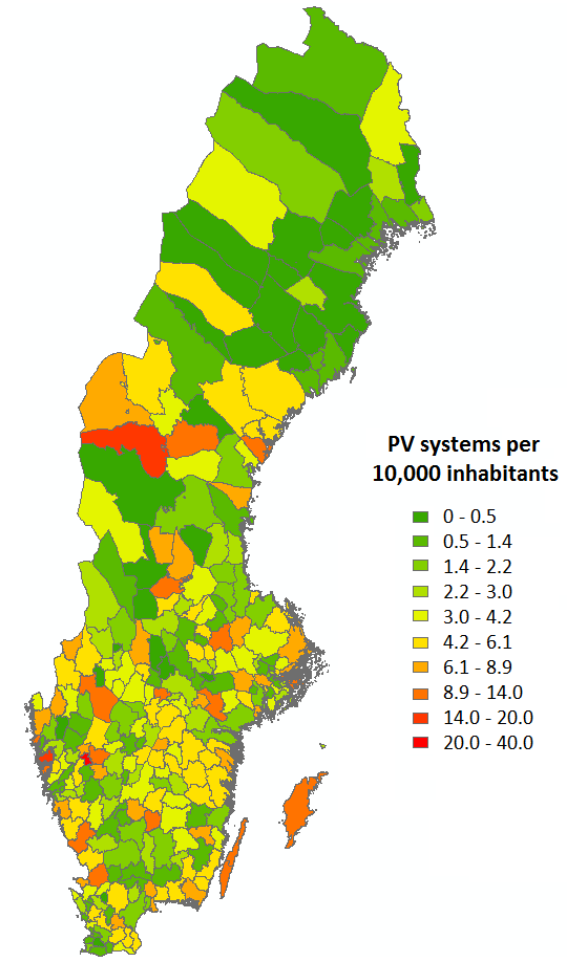 PV systems per
10,000 inhabitants
0 - 0.5
0.5 - 1.4
1.4 - 2.2
2.2 - 3.0
3.0 - 4.2
4.2 - 6.1
6.1 - 8.9
8.9 - 14.0
14.0 - 20.0
20.0 - 40.0